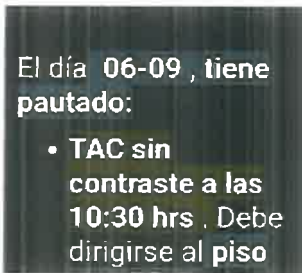 El día 06-09 , tiene
pautado:
• TAC sin
contraste a las
10:30 hrs . Debe
dirigirse al piso